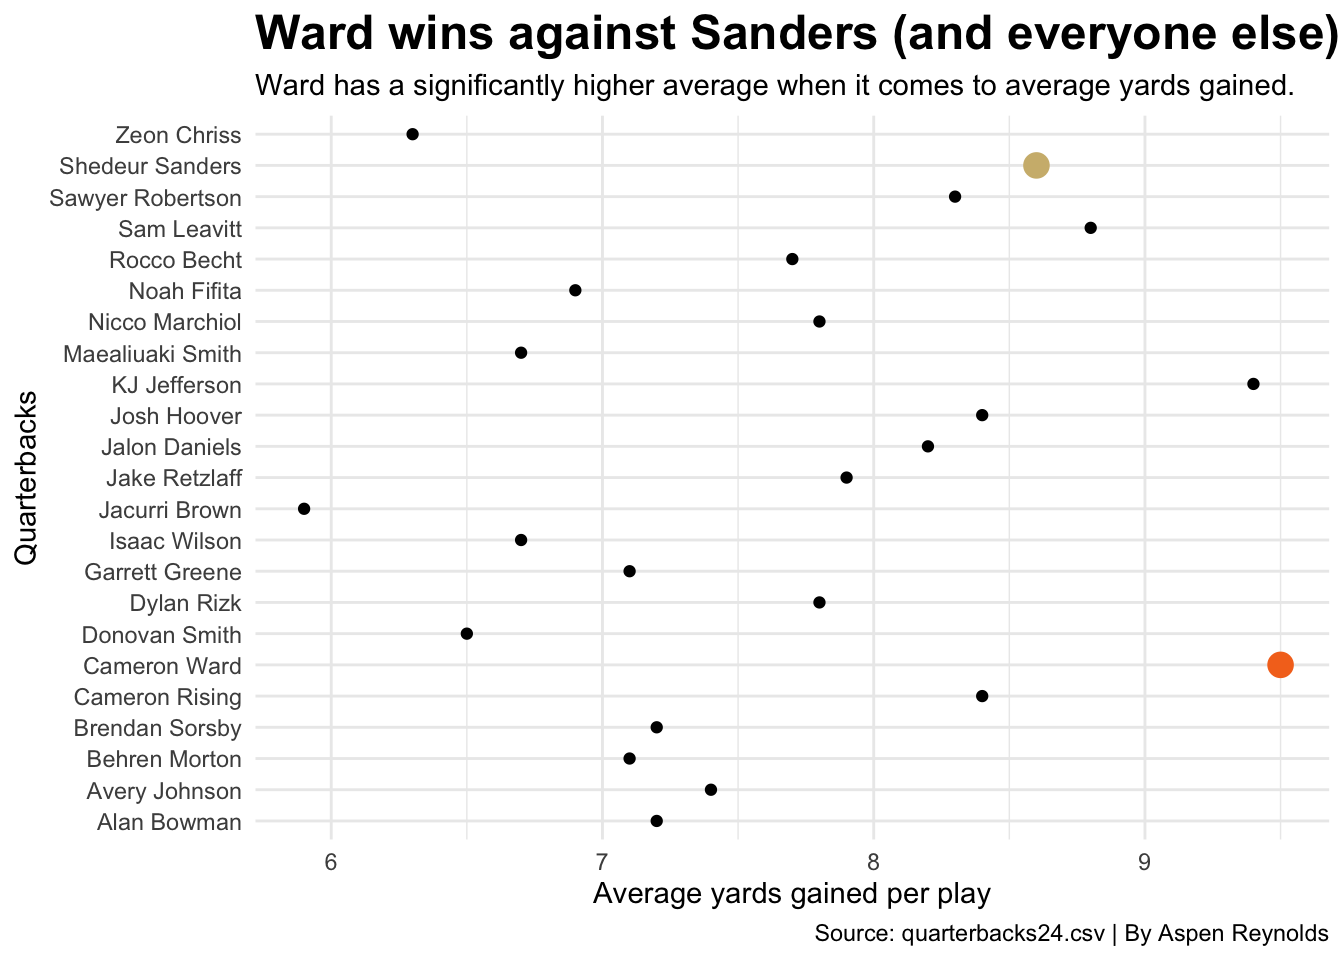 Ward wins against Sanders (and everyone else)
Ward has a significantly higher average when it comes to average yards gained.
Zeon Chriss
Shedeur Sanders
Sawyer Robertson
Sam Leavitt
Rocco Becht
Noah Fifita
Nicco Marchiol
Maealiuaki Smith
KJ Jefferson
Josh Hoover
Jalon Daniels
Jake Retzlaff
Jacurri Brown
Isaac Wilson
Garrett Greene
Dylan Rizk
Donovan Smith
Cameron Ward
Cameron Rising
Brendan Sorsby
Behren Morton
Avery Johnson
Alan Bowman
Quarterbacks
6 7 8 9
Average yards gained per play
Source: quarterbacks24.csv | By Aspen Reynolds